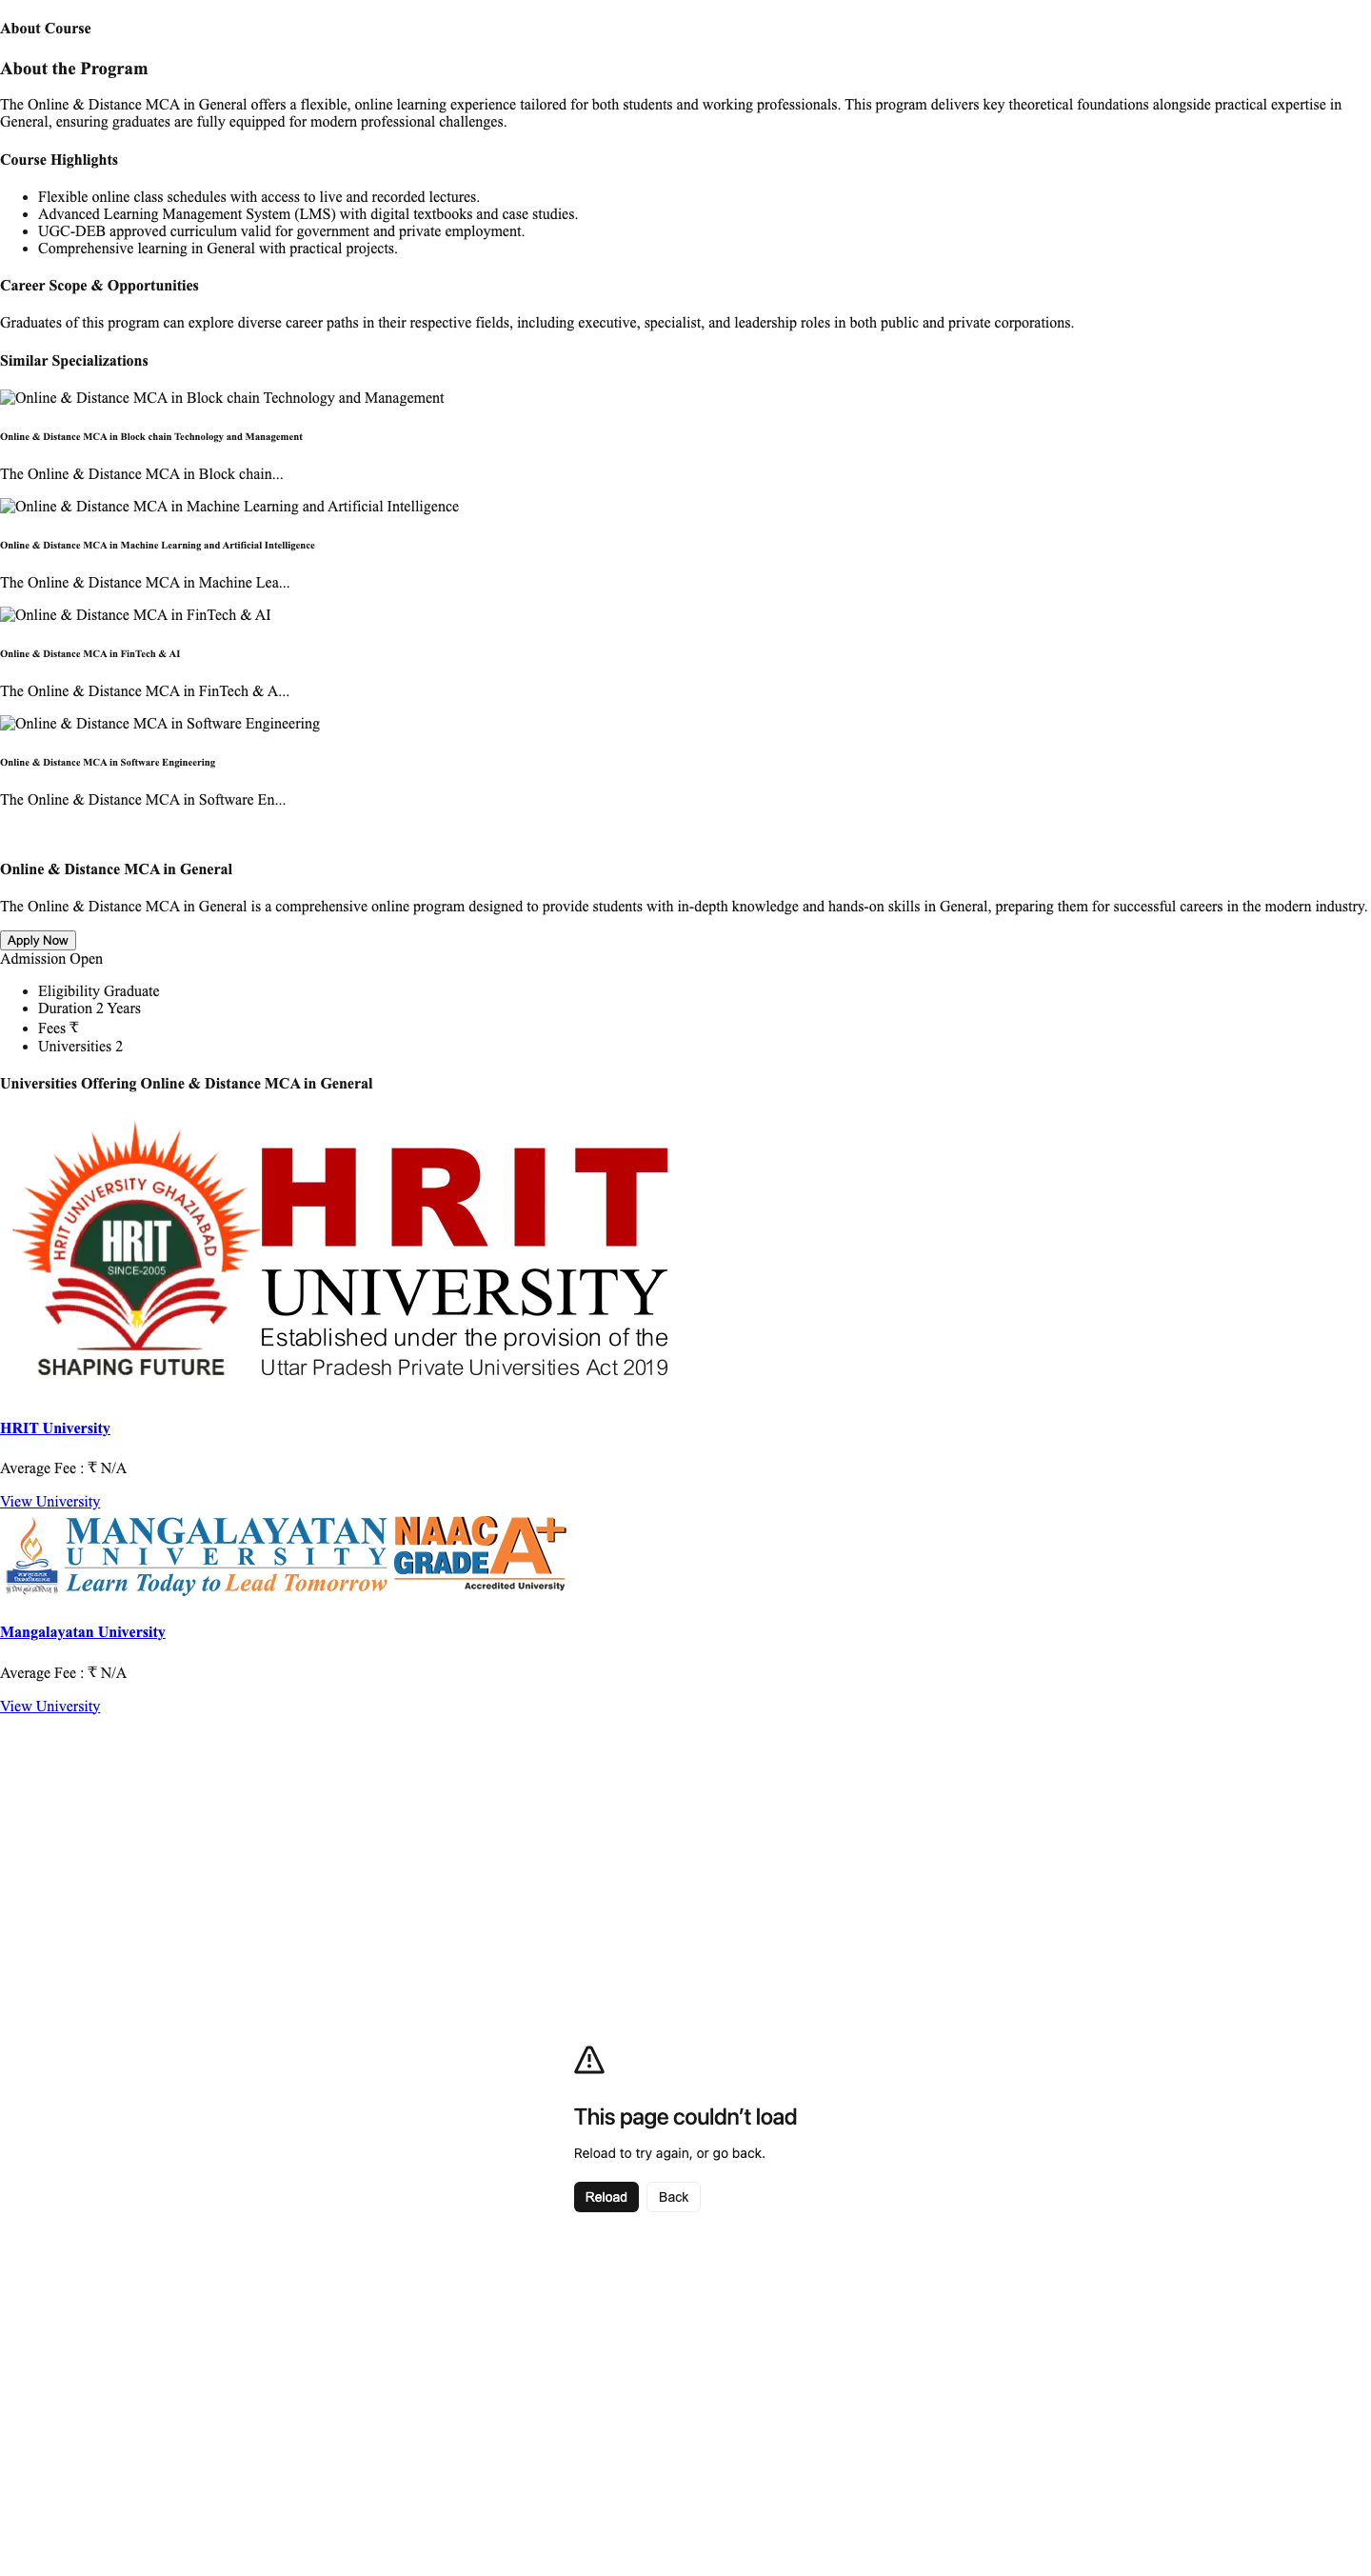 About Course
About the Program
The Online & Distance MCA in General offers a flexible, online learning experience tailored for both students and working professionals. This program delivers key theoretical foundations alongside practical expertise in
General, ensuring graduates are fully equipped for modern professional challenges.
Course Highlights
Flexible online class schedules with access to live and recorded lectures.
Advanced Learning Management System (LMS) with digital textbooks and case studies.
UGC-DEB approved curriculum valid for government and private employment.
Comprehensive learning in General with practical projects.
Career Scope & Opportunities
Graduates of this program can explore diverse career paths in their respective fields, including executive, specialist, and leadership roles in both public and private corporations.
Similar Specializations
Online & Distance MCA in Block chain Technology and Management
Online & Distance MCA in Block chain Technology and Management
The Online & Distance MCA in Block chain...
Online & Distance MCA in Machine Learning and Artificial Intelligence
Online & Distance MCA in Machine Learning and Artificial Intelligence
The Online & Distance MCA in Machine Lea...
Online & Distance MCA in FinTech & AI
Online & Distance MCA in FinTech & AI
The Online & Distance MCA in FinTech & A...
Online & Distance MCA in Software Engineering
Online & Distance MCA in Software Engineering
The Online & Distance MCA in Software En...
Online & Distance MCA in General
The Online & Distance MCA in General is a comprehensive online program designed to provide students with in-depth knowledge and hands-on skills in General, preparing them for successful careers in the modern industry.
Apply Now
Admission Open
Eligibility Graduate
Duration 2 Years
Fees ₹
Universities 2
Universities Offering Online & Distance MCA in General
HRIT UNIVERSITY GHAZIABAD
HRIT
SINCE-2005
SHAPING FUTURE
HRIT
UNIVERSITY
Established under the provision of the
Uttar Pradesh Private Universities Act 2019
HRIT University
Average Fee : ₹ N/A
View University
MANGALAYATAN
UNIVERSITY
Learn Today to Lead Tomorrow
NAAC
GRADE A+
Accredited University
Mangalayatan University
Average Fee : ₹ N/A
View University
This page couldn’t load
Reload to try again, or go back.
Reload
Back